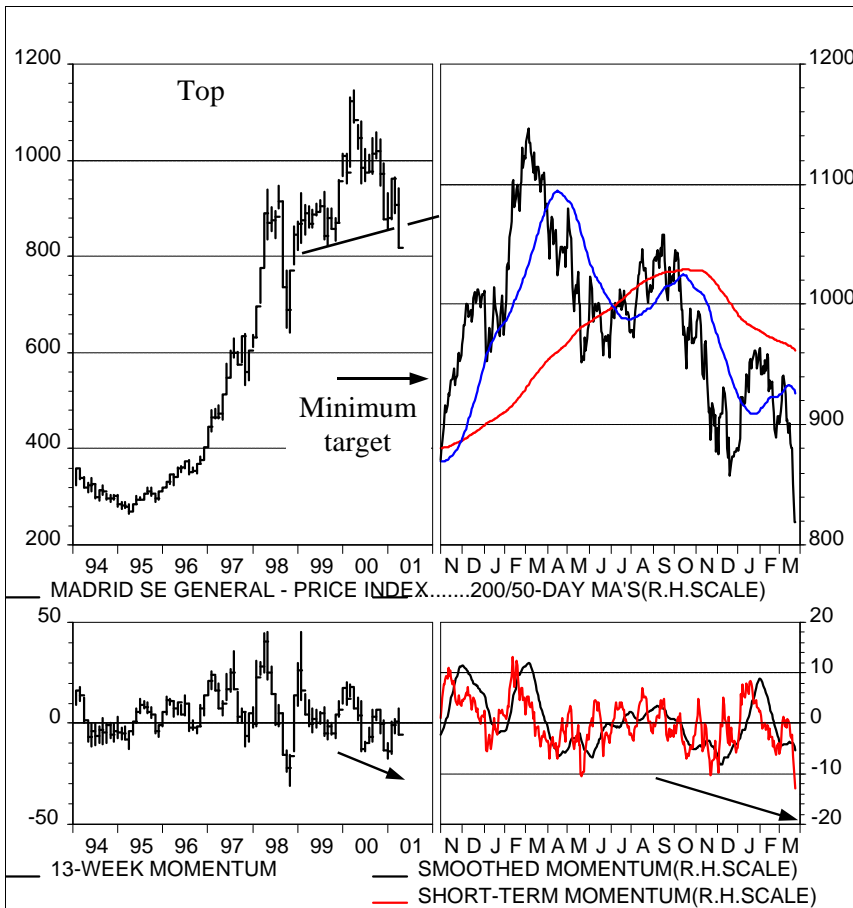 1200
1000
800
600
400
200
Top
Minimum
target
94 95 96 97 98 99 00 01
1200
1100
1000
900
800
N D J F M A M J J A S O N D J F M
MADRID SE GENERAL - PRICE INDEX.......200/50-DAY MA'S(R.H.SCALE)
50
0
-50
94 95 96 97 98 99 00 01
20
10
0
-10
-20
N D J F M A M J J A S O N D J F M
13-WEEK MOMENTUM
SMOOTHED MOMENTUM(R.H.SCALE)
SHORT-TERM MOMENTUM(R.H.SCALE)